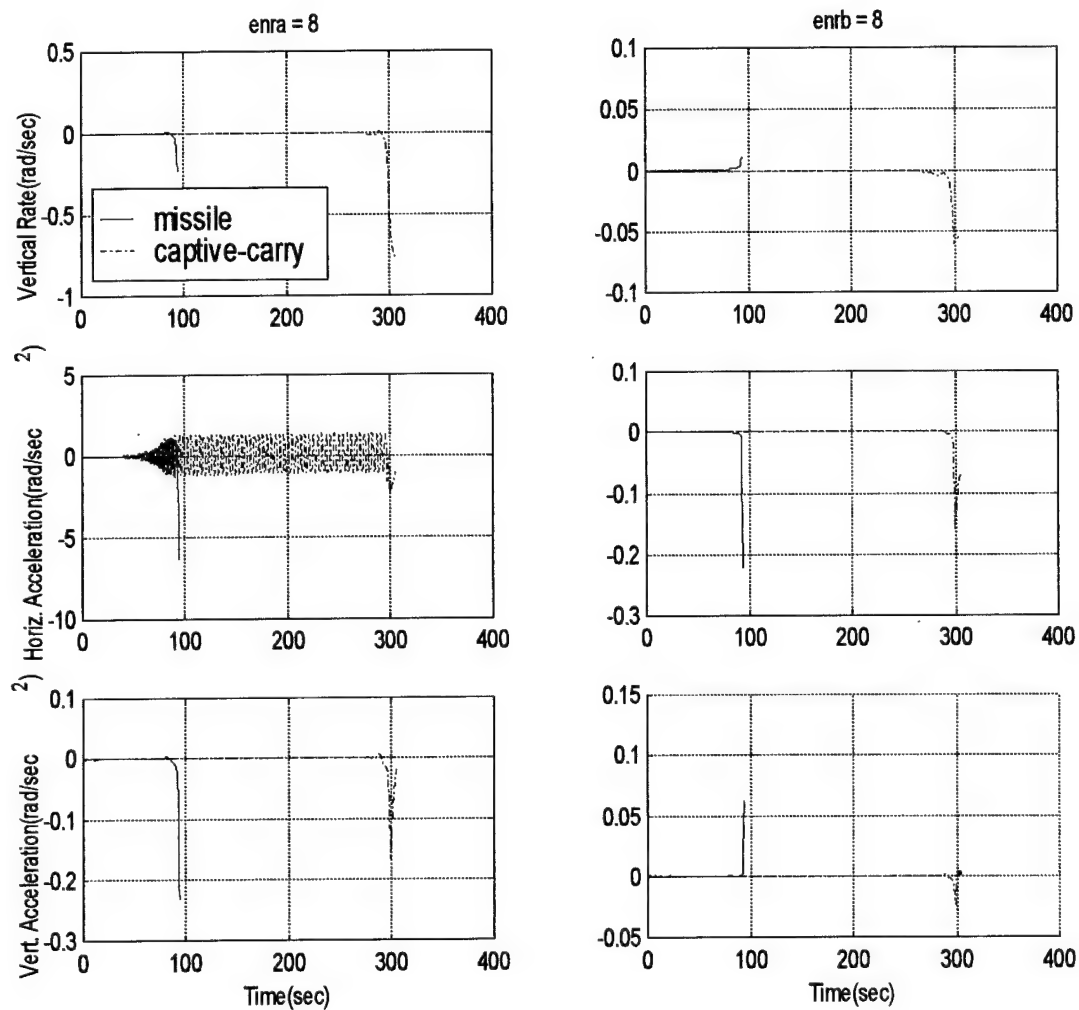 enra = 8
0.5
0
-0.5
-1
0 100 200 300 400
Vertical Rate(rad/sec)
missile
captive-carry
enrb = 8
0.1
0.05
0
-0.05
-0.1
0 100 200 300 400
5
0
-5
-10
0 100 200 300 400
Horiz. Acceleration(rad/sec 2)
0.1
0
-0.1
-0.2
-0.3
0 100 200 300 400
0.1
0
-0.1
-0.2
-0.3
0 100 200 300 400
Vert. Acceleration(rad/sec 2)
Time(sec)
0.15
0.1
0.05
0
-0.05
0 100 200 300 400
Time(sec)